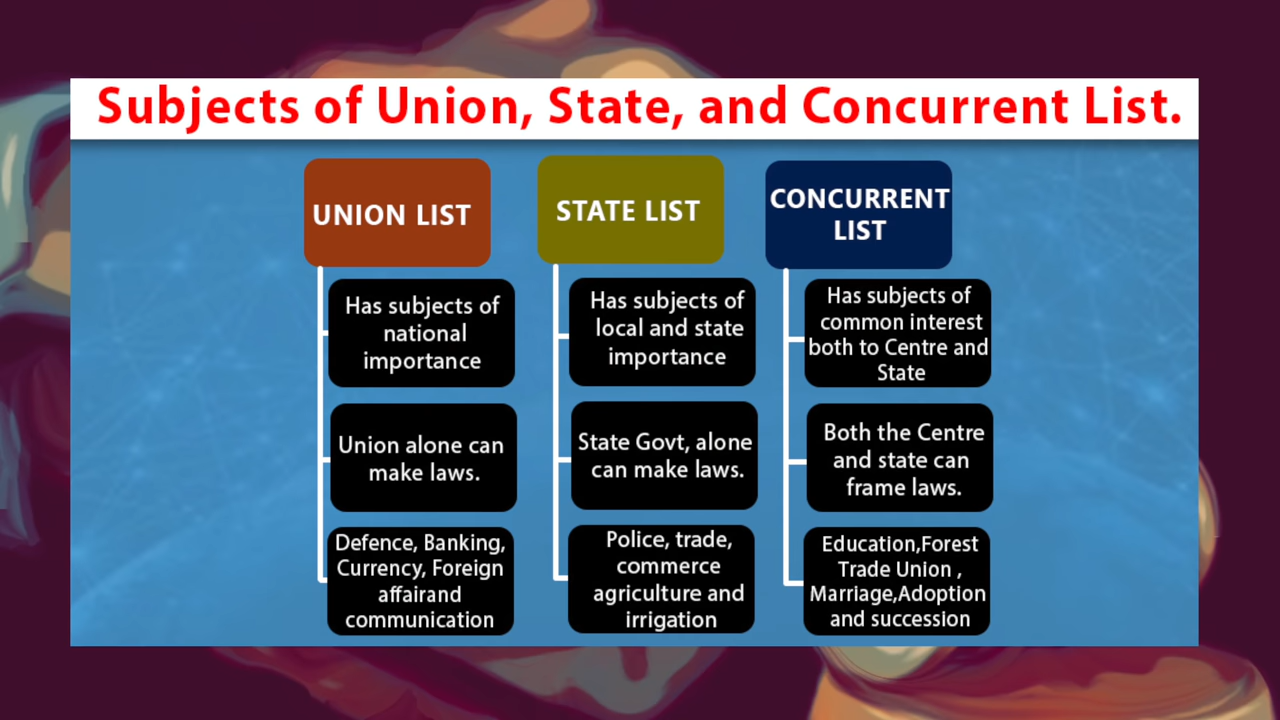 Subjects of Union, State, and Concurrent List.
UNION LIST
Has subjects of
national
importance
Union alone can
make laws.
Defence, Banking,
Currency, Foreign
affairand
communication
STATE LIST
Has subjects of
local and state
importance
State Govt, alone
can make laws.
Police, trade,
commerce
agriculture and
irrigation
CONCURRENT
LIST
Has subjects of
common interest
both to Centre and
State
Both the Centre
and state can
frame laws.
Education,Forest
Trade Union ,
Marriage,Adoption
and succession